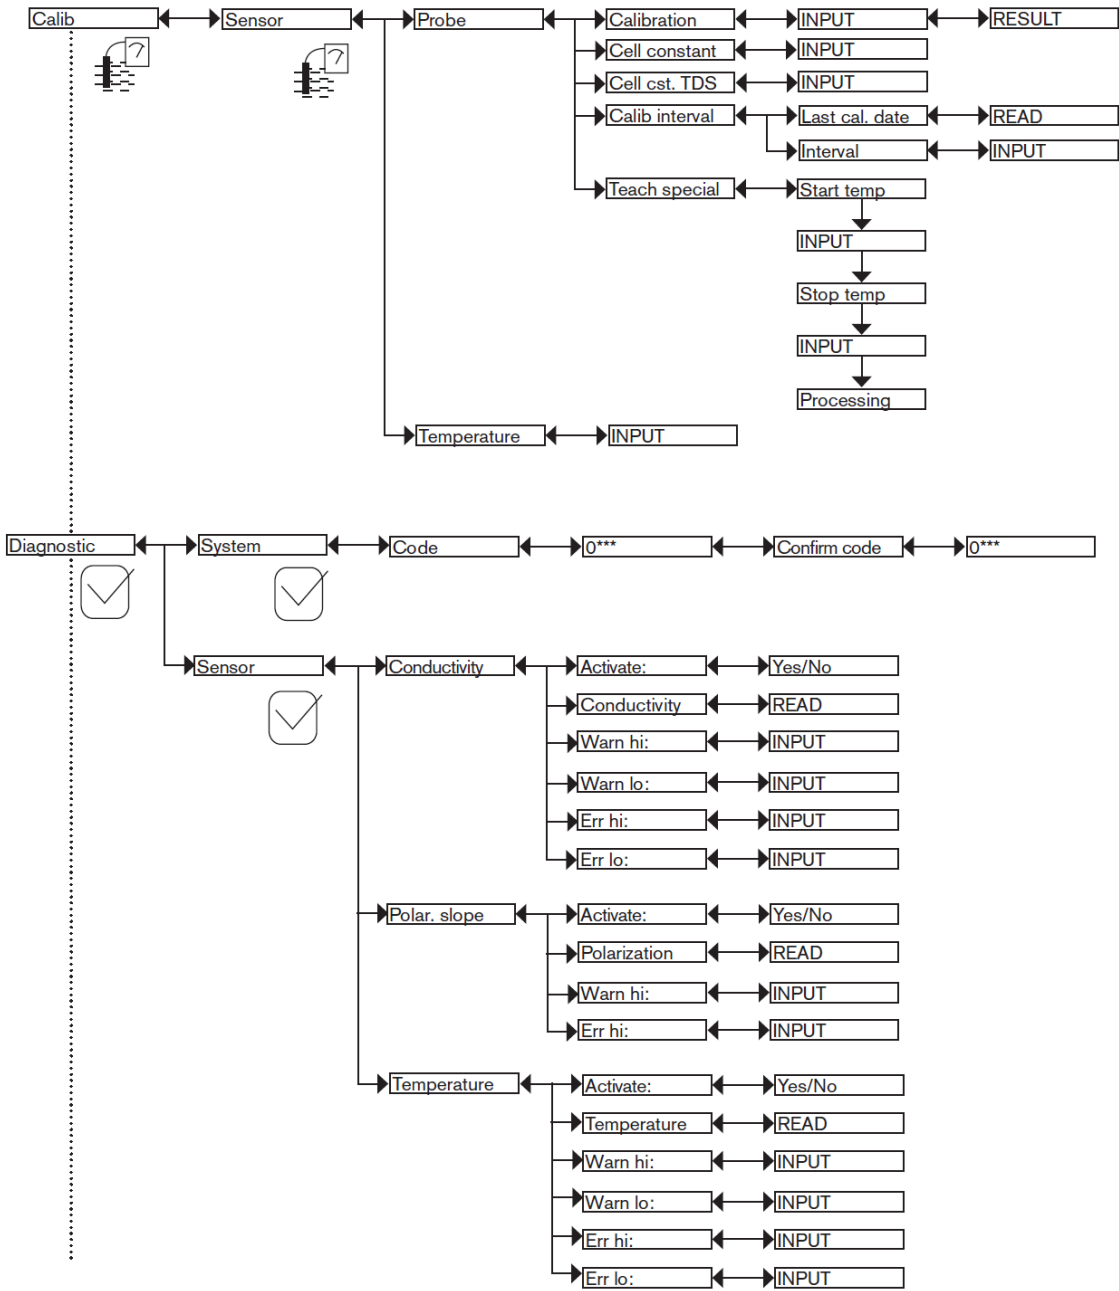 Calib Sensor Probe Calibration INPUT RESULT
Cell constant INPUT
Cell cst. TDS INPUT
Calib interval Last cal. date READ
Interval INPUT
Teach special Start temp
INPUT
Stop temp
INPUT
Processing
Temperature INPUT
Diagnostic System Code 0*** Confirm code 0***
Sensor Conductivity Activate: Yes/No
Conductivity READ
Warn hi: INPUT
Warn lo: INPUT
Err hi: INPUT
Err lo: INPUT
Polar. slope Activate: Yes/No
Polarization READ
Warn hi: INPUT
Err hi: INPUT
Temperature Activate: Yes/No
Temperature READ
Warn hi: INPUT
Warn lo: INPUT
Err hi: INPUT
Err lo: INPUT